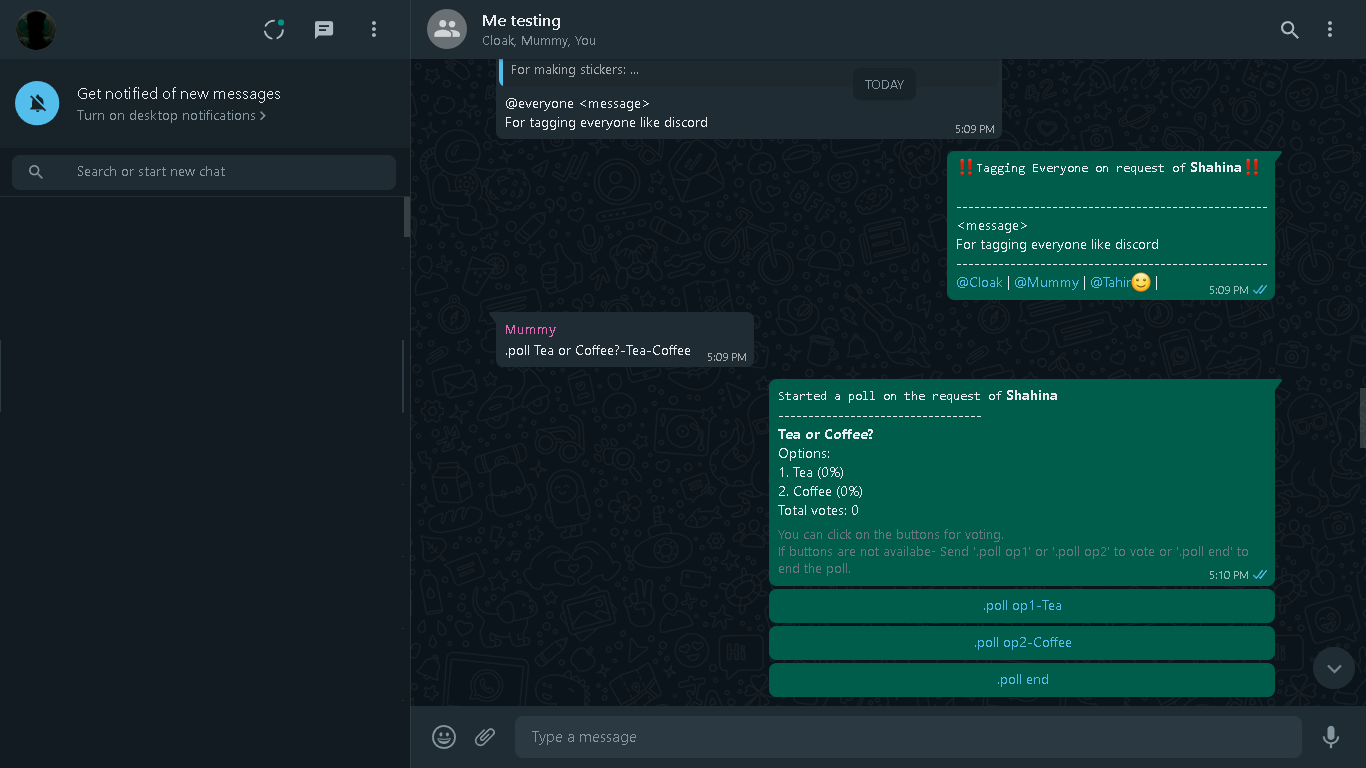 Me testing
Cloak, Mummy, You
Get notified of new messages
Turn on desktop notifications >
Search or start new chat
For making stickers: ...
TODAY
@everyone <message>
For tagging everyone like discord
5:09 PM
‼️Tagging Everyone on request of Shahina‼️
----------------------------------------------------
<message>
For tagging everyone like discord
----------------------------------------------------
@Cloak | @Mummy | @Tahir🙂 |
5:09 PM
Mummy
.poll Tea or Coffee?-Tea-Coffee
5:09 PM
Started a poll on the request of Shahina
----------------------------------
Tea or Coffee?
Options:
1. Tea (0%)
2. Coffee (0%)
Total votes: 0
You can click on the buttons for voting.
If buttons are not availabe- Send '.poll op1' or '.poll op2' to vote or '.poll end' to
end the poll.
5:10 PM
.poll op1-Tea
.poll op2-Coffee
.poll end
Type a message